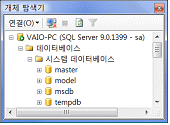 개체 탐색기
연결(O)
VAIO-PC (SQL Server 9.0.1399 - sa)
데이터베이스
시스템 데이터베이스
master
model
msdb
tempdb